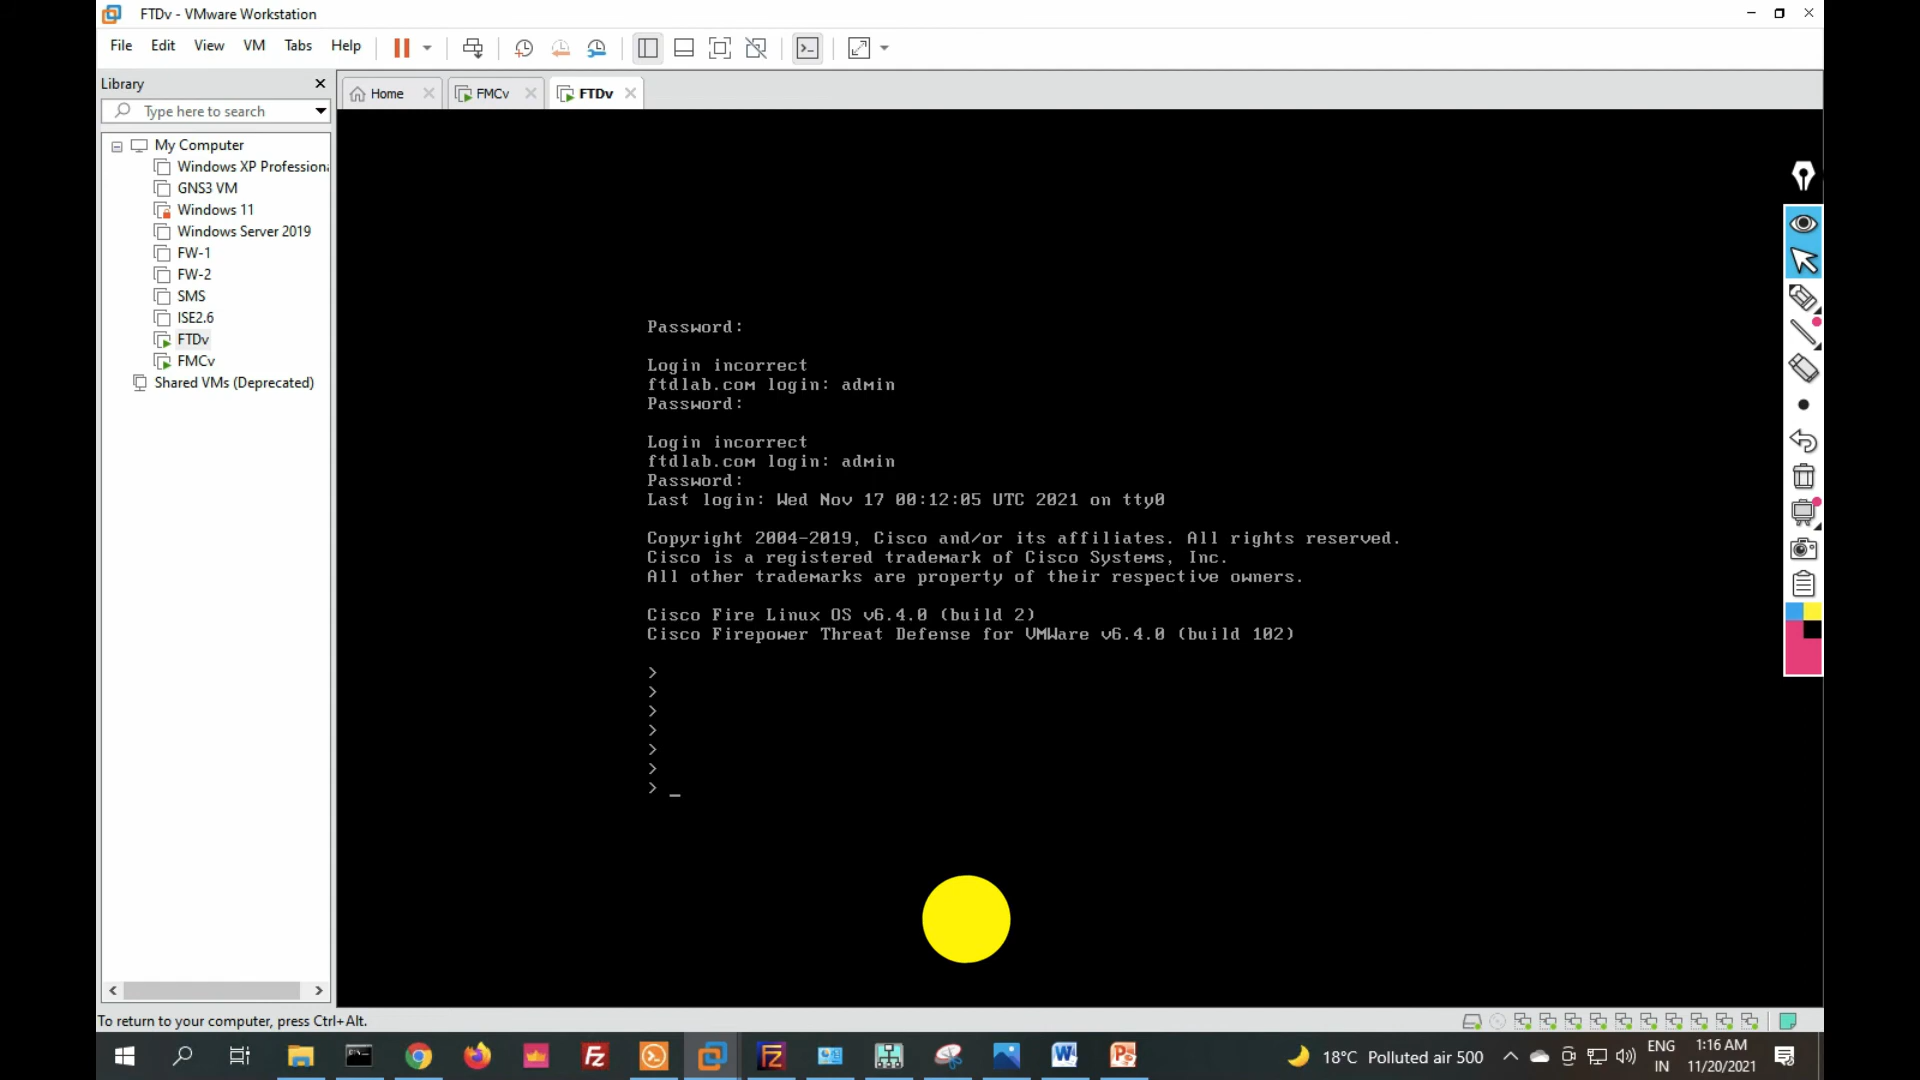 FTDv - VMware Workstation
File Edit View VM Tabs Help
Library
Home
FMCv
FTDv
Type here to search
My Computer
Windows XP Professiona
GNS3 VM
Windows 11
Windows Server 2019
FW-1
FW-2
SMS
ISE2.6
FTDv
FMCv
Shared VMs (Deprecated)
Password:
Login incorrect
ftdlab.com login: admin
Password:
Login incorrect
ftdlab.com login: admin
Password:
Last login: Wed Nov 17 00:12:05 UTC 2021 on tty0
Copyright 2004-2019, Cisco and/or its affiliates. All rights reserved.
Cisco is a registered trademark of Cisco Systems, Inc.
All other trademarks are property of their respective owners.
Cisco Fire Linux OS v6.4.0 (build 2)
Cisco Firepower Threat Defense for VMWare v6.4.0 (build 102)
>
>
>
>
>
>
> _
To return to your computer, press Ctrl+Alt.
18°C Polluted air 500
ENG
IN
1:16 AM
11/20/2021